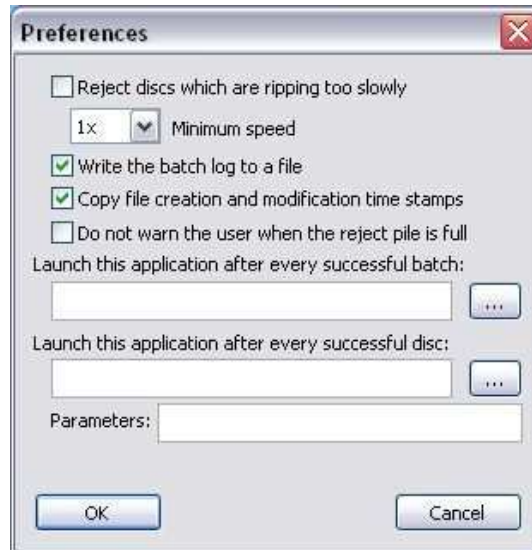 Preferences
Reject discs which are ripping too slowly
1x Minimum speed
Write the batch log to a file
Copy file creation and modification time stamps
Do not warn the user when the reject pile is full
Launch this application after every successful batch:
...
Launch this application after every successful disc:
...
Parameters:
OK Cancel